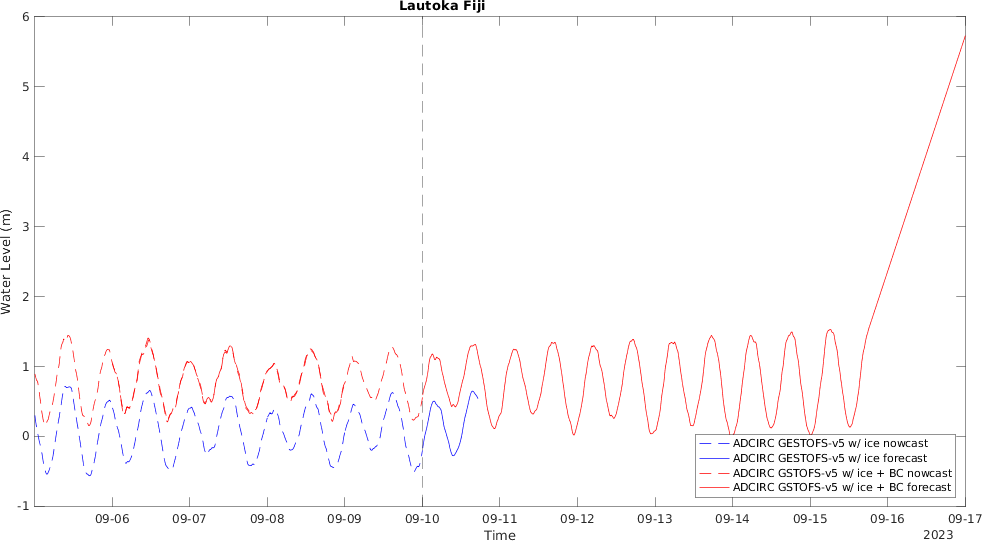 Lautoka Fiji
6
5
4
3
2
1
0
-1
Water Level (m)
ADCIRC GESTOFS-v5 w/ ice nowcast
ADCIRC GESTOFS-v5 w/ ice forecast
ADCIRC GSTOFS-v5 w/ ice + BC nowcast
ADCIRC GSTOFS-v5 w/ ice + BC forecast
09-06 09-07 09-08 09-09 09-10 09-11 09-12 09-13 09-14 09-15 09-16 09-17
Time
2023